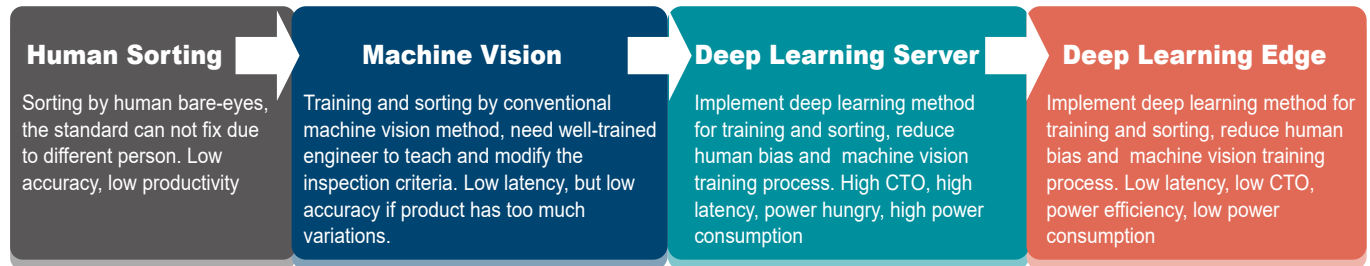 Human Sorting
Sorting by human bare-eyes,
the standard can not fix due
to different person. Low
accuracy, low productivity
Machine Vision
Training and sorting by conventional
machine vision method, need well-trained
engineer to teach and modify the
inspection criteria. Low latency, but low
accuracy if product has too much
variations.
Deep Learning Server
Implement deep learning method
for training and sorting, reduce
human bias and  machine vision
training process. High CTO, high
latency, power hungry, high power
consumption
Deep Learning Edge
Implement deep learning method for
training and sorting, reduce human
bias and  machine vision training
process. Low latency, low CTO,
power efficiency, low power
consumption